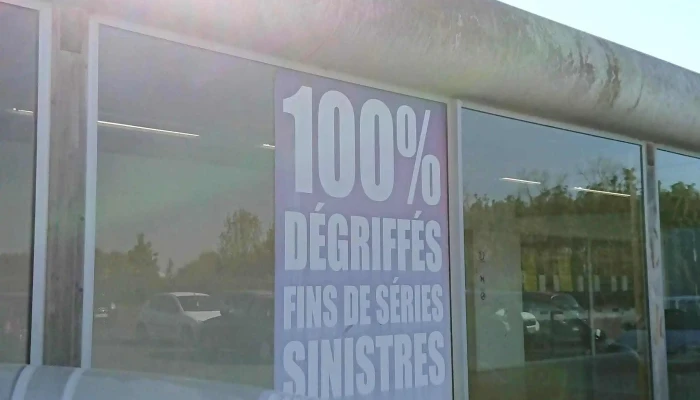 100%
DÉGRIFFÉS
FINS DE SÉRIES
SINISTRES